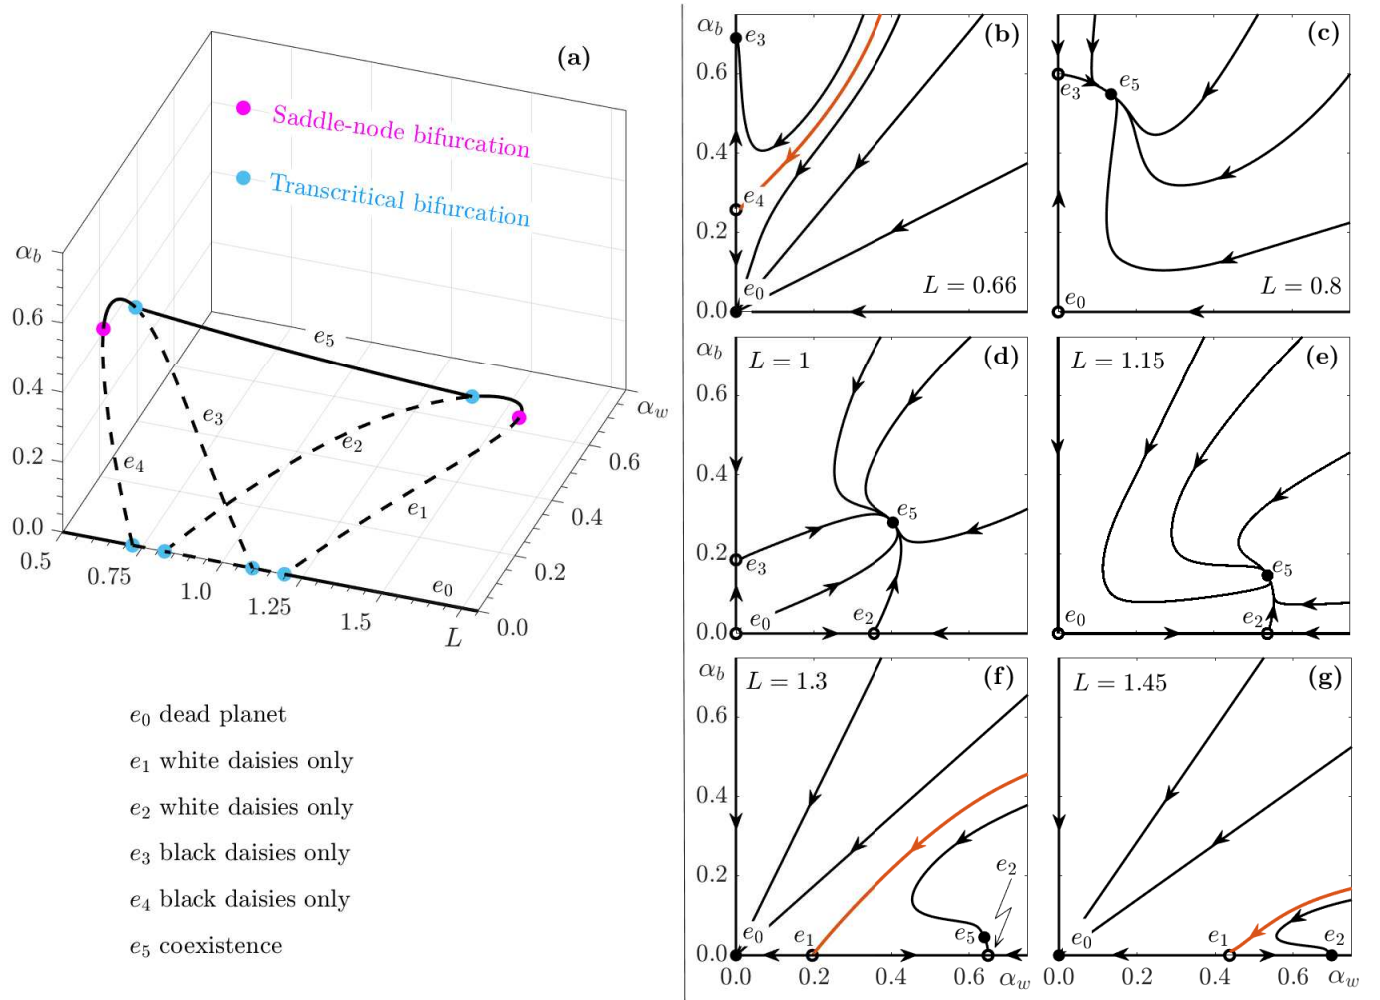 (a)
Saddle-node bifurcation
Transcritical bifurcation
α_b
0.6
0.4
0.2
0.0
e_5
e_3
e_2
e_4
e_1
e_0
α_w
0.6
0.4
0.2
0.0
0.5
0.75
1.0
1.25
1.5
L
e_0 dead planet
e_1 white daisies only
e_2 white daisies only
e_3 black daisies only
e_4 black daisies only
e_5 coexistence
α_b
0.6
0.4
0.2
0.0
e_3
(b)
e_4
e_0
L = 0.66
(c)
e_3
e_5
e_0
L = 0.8
α_b
0.6
0.4
0.2
0.0
L = 1
(d)
e_5
e_3
e_0
e_2
L = 1.15
(e)
e_5
e_0
e_2
α_b
0.6
0.4
0.2
0.0
L = 1.3
(f)
e_2
e_0
e_1
e_5
0.0
0.2
0.4
0.6
α_w
L = 1.45
(g)
e_0
e_1
e_2
0.0
0.2
0.4
0.6
α_w